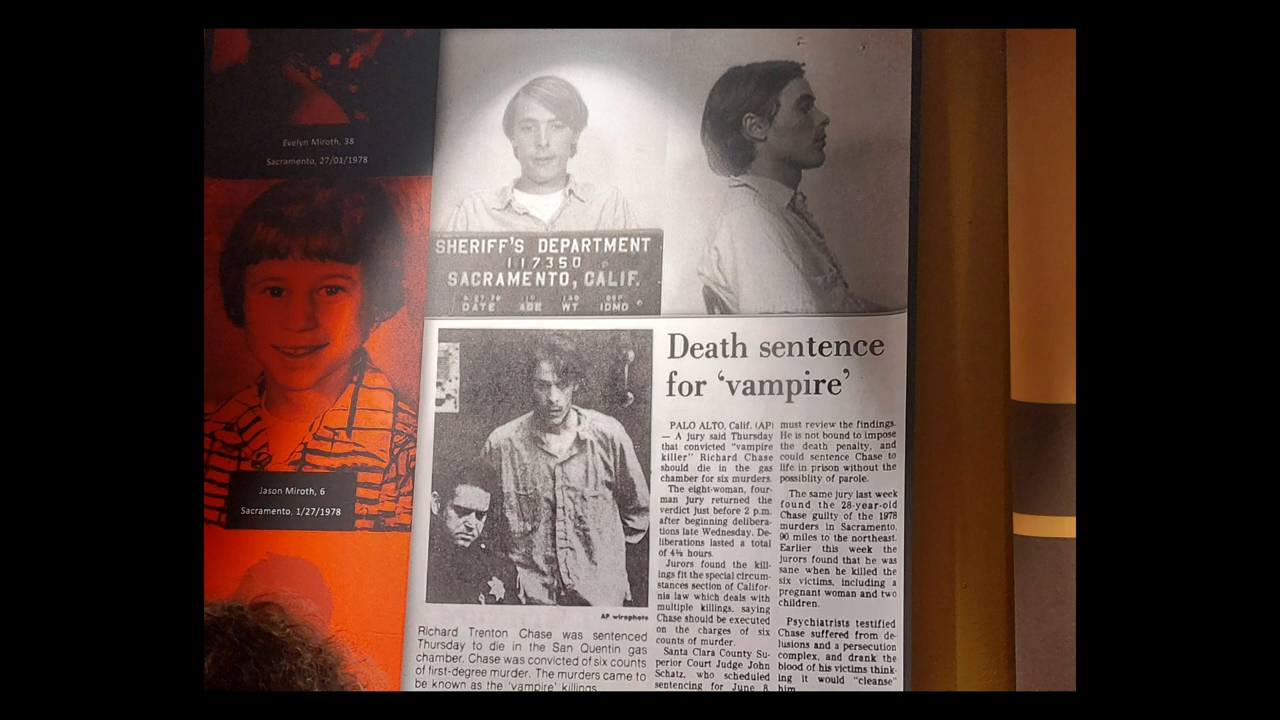 Evelyn Miroth, 38
Sacramento, 27/01/1978
Jason Miroth, 6
Sacramento, 1/27/1978
SHERIFF'S DEPARTMENT
117350
SACRAMENTO, CALIF.
DATE AGE WT IDMO
Death sentence
for 'vampire'
PALO ALTO, Calif. (AP)
— A jury said Thursday
that convicted "vampire
killer" Richard Chase
should die in the gas
chamber for six murders.
The eight-woman, four-
man jury returned the
verdict just before 2 p.m.
after beginning delibera-
tions late Wednesday. De-
liberations lasted a total
of 4½ hours.
Jurors found the kill-
ings fit the special circum-
stances section of Califor-
nia law which deals with
multiple killings, saying
Chase should be executed
on the charges of six
counts of murder.
Santa Clara County Su-
perior Court Judge John
Schatz, who scheduled
sentencing for June 8,
must review the findings.
He is not bound to impose
the death penalty, and
could sentence Chase to
life in prison without the
possiblity of parole.
The same jury last week
found the 28-year-old
Chase guilty of the 1978
murders in Sacramento,
90 miles to the northeast.
Earlier this week the
jurors found that he was
sane when he killed the
six victims, including a
pregnant woman and two
children.
Psychiatrists testified
Chase suffered from de-
lusions and a persecution
complex, and drank the
blood of his victims think-
ing it would "cleanse"
him.
AP wirephoto
Richard Trenton Chase was sentenced
Thursday to die in the San Quentin gas
chamber. Chase was convicted of six counts
of first-degree murder. The murders came to
be known as the 'vampire' killings.